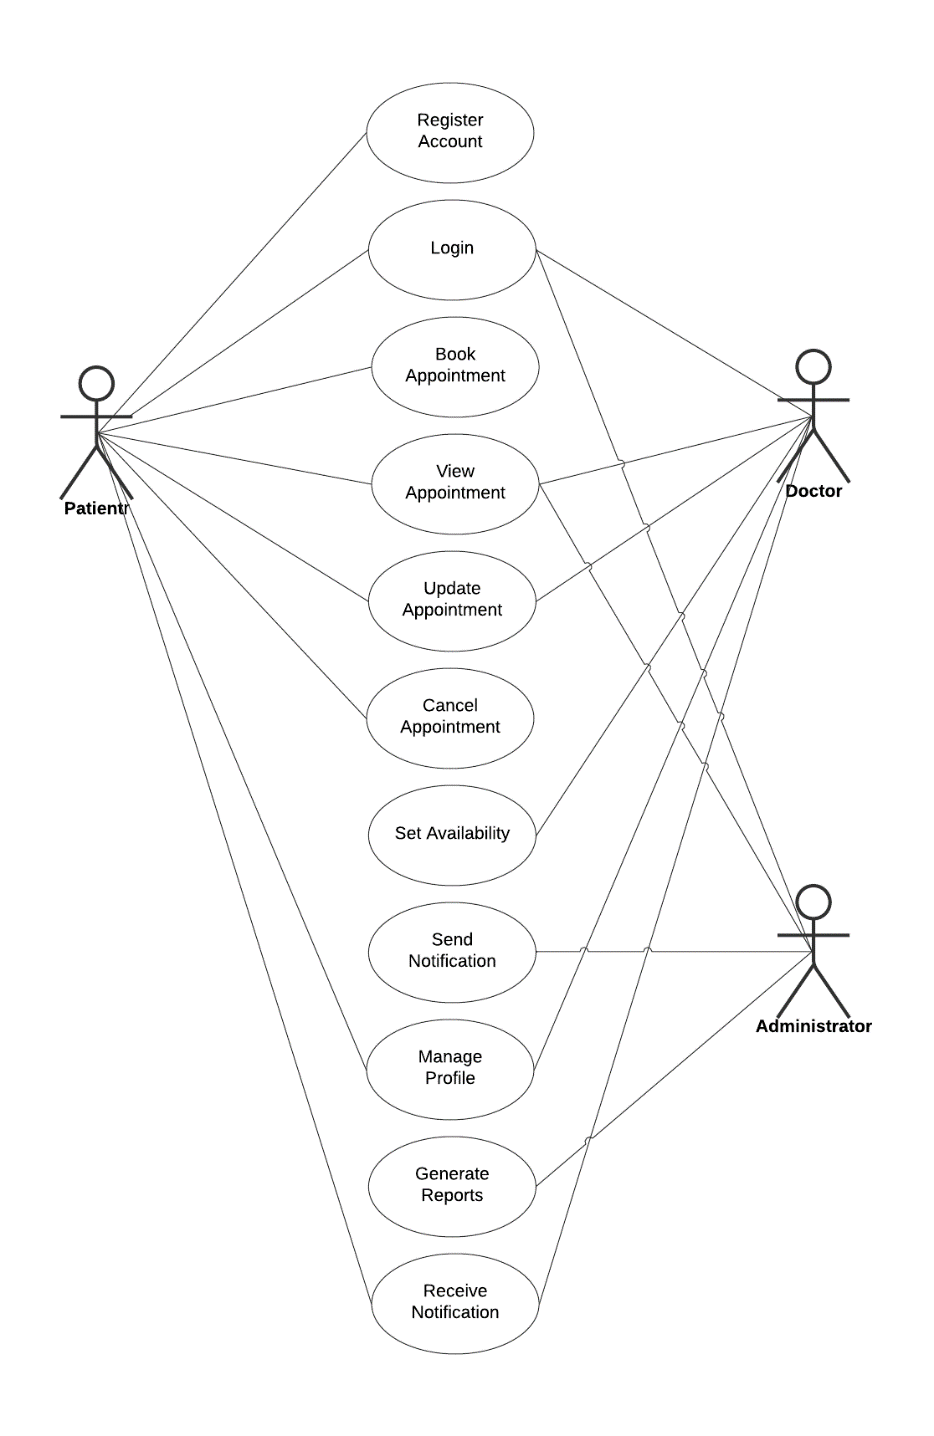 Register
Account
Login
Book
Appointment
View
Appointment
Patientr
Doctor
Update
Appointment
Cancel
Appointment
Set Availability
Send
Notification
Administrator
Manage
Profile
Generate
Reports
Receive
Notification